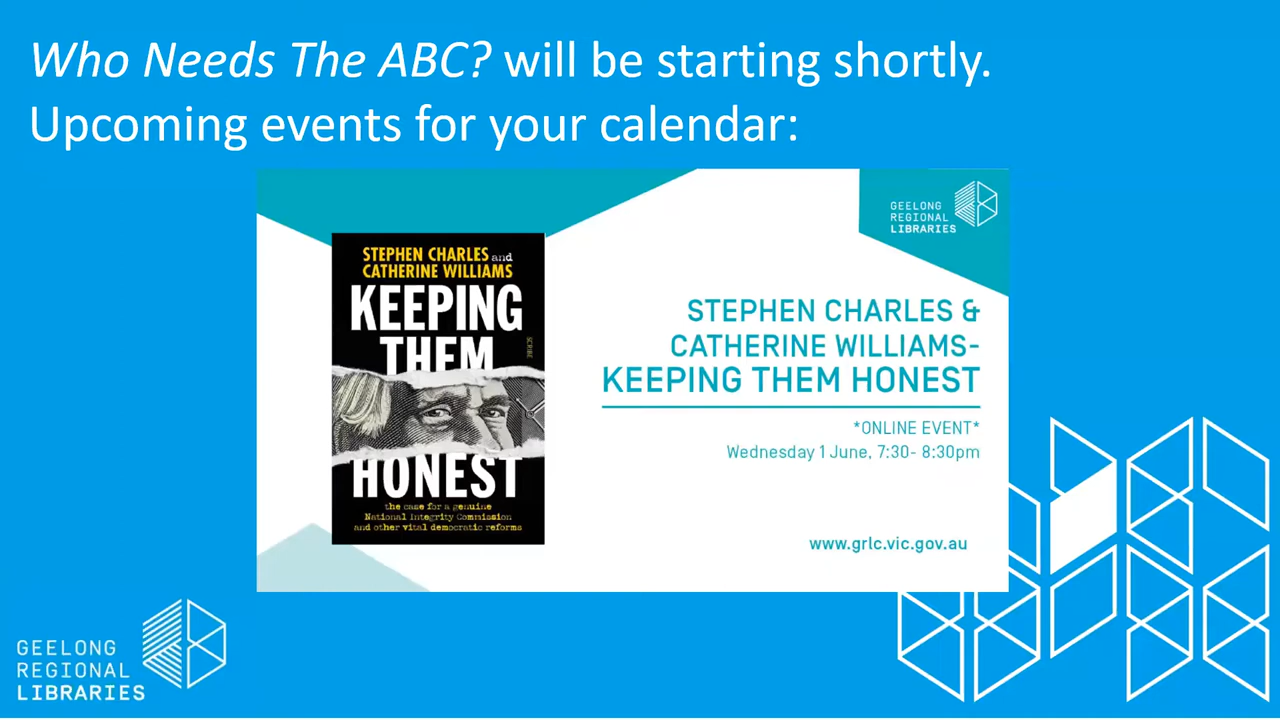 Who Needs The ABC? will be starting shortly.
Upcoming events for your calendar:
GEELONG
REGIONAL
LIBRARIES
STEPHEN CHARLES and
CATHERINE WILLIAMS
KEEPING
THEM
SCRIBE
HONEST
the case for a genuine
National Integrity Commission
and other vital democratic reforms
STEPHEN CHARLES &
CATHERINE WILLIAMS-
KEEPING THEM HONEST
*ONLINE EVENT*
Wednesday 1 June, 7:30- 8:30pm
www.grlc.vic.gov.au
GEELONG
REGIONAL
LIBRARIES